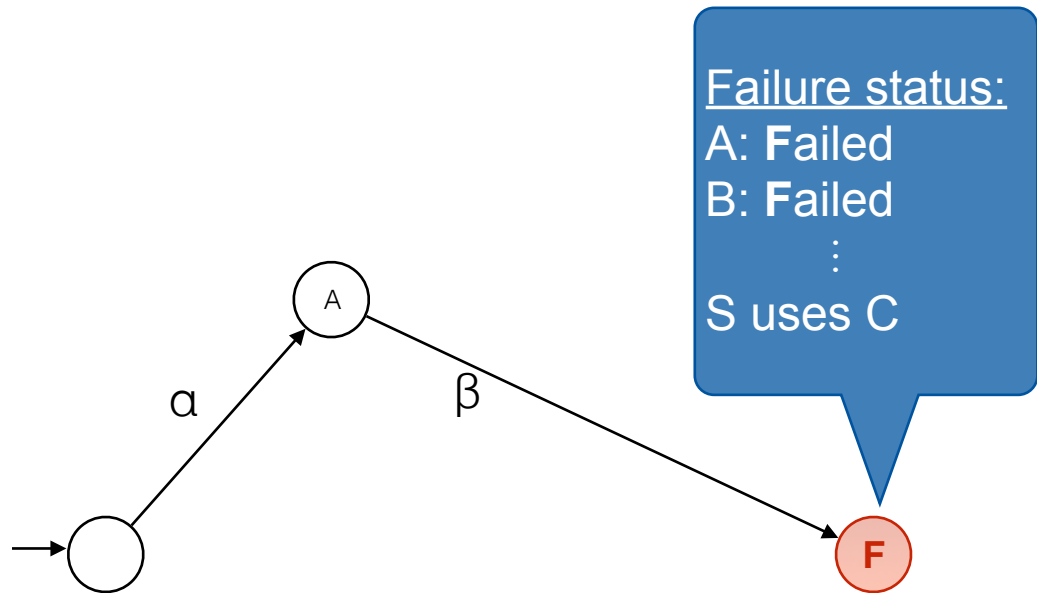 Failure status:
A: Failed
B: Failed
⋮
S uses C
A
α
β
F